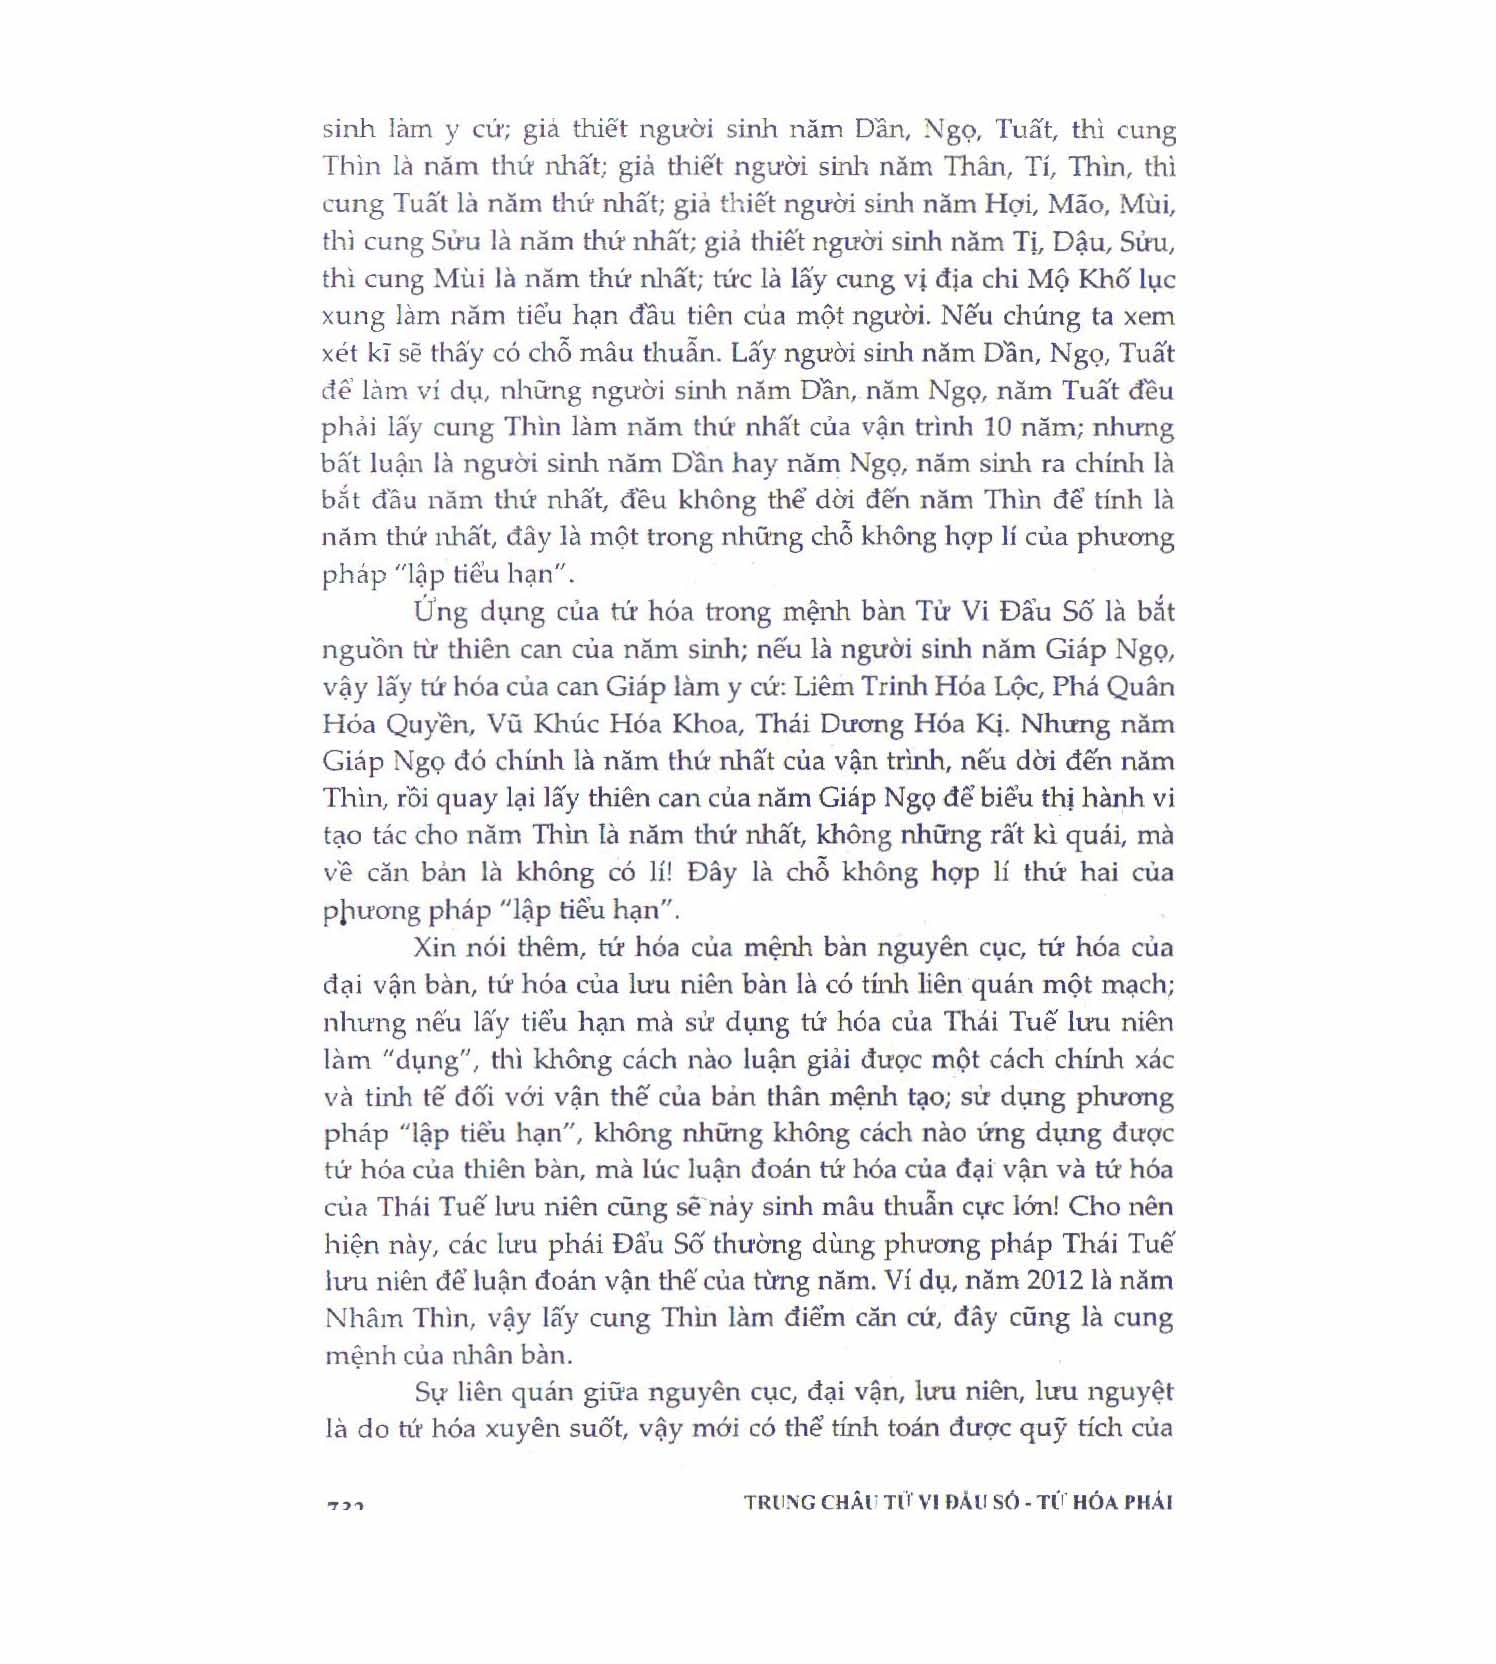 sinh làm y cứ; giả thiết người sinh năm Dần, Ngọ, Tuất, thì cung
Thìn là năm thứ nhất; giả thiết người sinh năm Thân, Tí, Thìn, thì
cung Tuất là năm thứ nhất; giả thiết người sinh năm Hợi, Mão, Mùi,
thì cung Sửu là năm thứ nhất; giả thiết người sinh năm Tị, Dậu, Sửu,
thì cung Mùi là năm thứ nhất; tức là lấy cung vị địa chi Mộ Khố lục
xung làm năm tiểu hạn đầu tiên của một người. Nếu chúng ta xem
xét kĩ sẽ thấy có chỗ mâu thuẫn. Lấy người sinh năm Dần, Ngọ, Tuất
để làm ví dụ, những người sinh năm Dần, năm Ngọ, năm Tuất đều
phải lấy cung Thìn làm năm thứ nhất của vận trình 10 năm; nhưng
bất luận là người sinh năm Dần hay năm Ngọ, năm sinh ra chính là
bắt đầu năm thứ nhất, đều không thể dời đến năm Thìn để tính là
năm thứ nhất, đây là một trong những chỗ không hợp lí của phương
pháp "lập tiểu hạn".
Ứng dụng của tứ hóa trong mệnh bàn Tử Vi Đẩu Số là bắt
nguồn từ thiên can của năm sinh; nếu là người sinh năm Giáp Ngọ,
vậy lấy tứ hóa của can Giáp làm y cứ: Liêm Trinh Hóa Lộc, Phá Quân
Hóa Quyền, Vũ Khúc Hóa Khoa, Thái Dương Hóa Kị. Nhưng năm
Giáp Ngọ đó chính là năm thứ nhất của vận trình, nếu dời đến năm
Thìn, rồi quay lại lấy thiên can của năm Giáp Ngọ để biểu thị hành vi
tạo tác cho năm Thìn là năm thứ nhất, không những rất kì quái, mà
về căn bản là không có lí! Đây là chỗ không hợp lí thứ hai của
phương pháp "lập tiểu hạn".
Xin nói thêm, tứ hóa của mệnh bàn nguyên cục, tứ hóa của
đại vận bàn, tứ hóa của lưu niên bàn là có tính liên quán một mạch;
nhưng nếu lấy tiểu hạn mà sử dụng tứ hóa của Thái Tuế lưu niên
làm "dụng", thì không cách nào luận giải được một cách chính xác
và tinh tế đối với vận thế của bản thân mệnh tạo; sử dụng phương
pháp "lập tiểu hạn", không những không cách nào ứng dụng được
tứ hóa của thiên bàn, mà lúc luận đoán tứ hóa của đại vận và tứ hóa
của Thái Tuế lưu niên cũng sẽ nảy sinh mâu thuẫn cực lớn! Cho nên
hiện nảy, các lưu phái Đẩu Số thường dùng phương pháp Thái Tuế
lưu niên để luận đoán vận thế của từng năm. Ví dụ, năm 2012 là năm
Nhâm Thìn, vậy lấy cung Thìn làm điểm căn cứ, đây cũng là cung
mệnh của nhân bàn.
Sự liên quán giữa nguyên cục, đại vận, lưu niên, lưu nguyệt
là do tứ hóa xuyên suốt, vậy mới có thể tính toán được quỹ tích của
TRUNG CHÂU TỬ VI ĐẨU SỐ - TỨ HÓA PHÁI